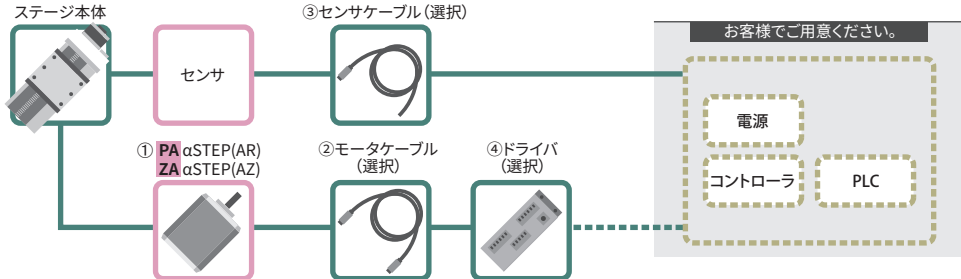 ステージ本体
センサ
③センサケーブル(選択)
お客様でご用意ください。
電源
コントローラ
PLC
① PA αSTEP(AR)
ZA αSTEP(AZ)
②モータケーブル
(選択)
④ドライバ
(選択)